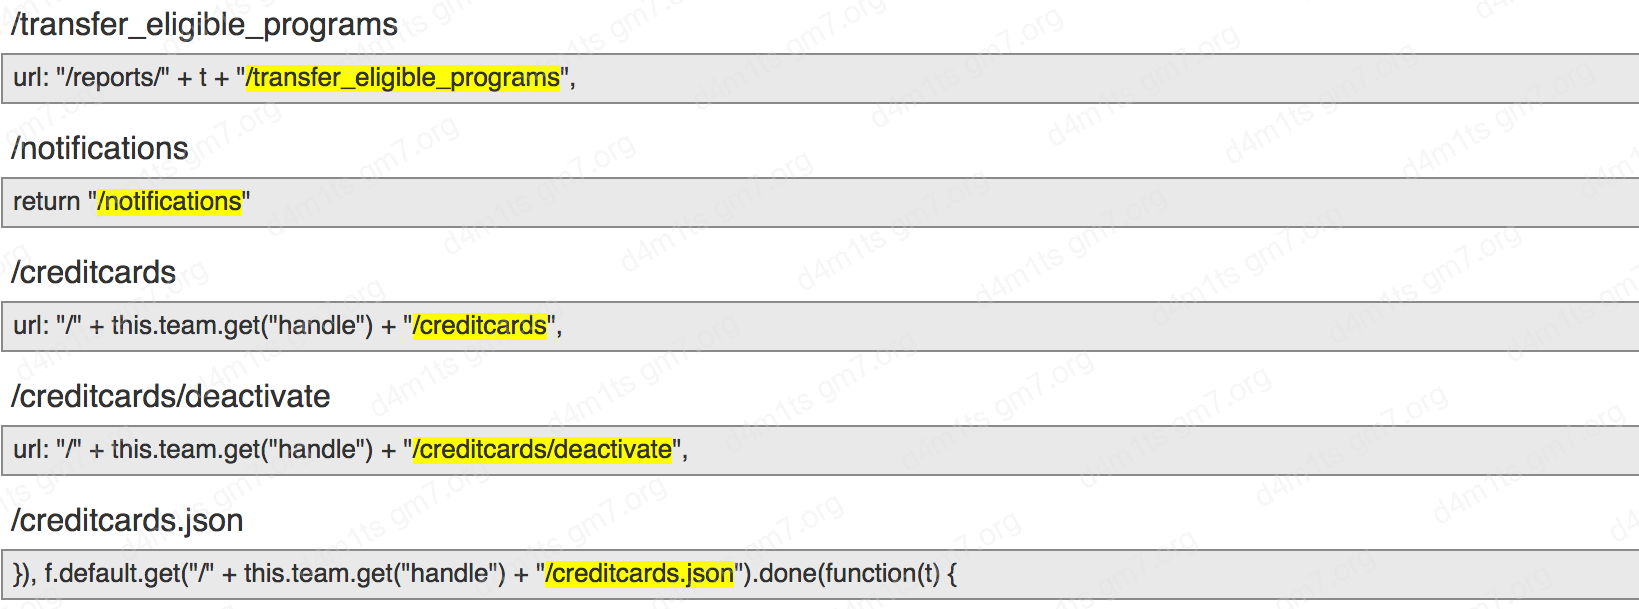 /transfer_eligible_programs
url: "/reports/" + t + "/transfer_eligible_programs",
/notifications
return "/notifications"
/creditcards
url: "/" + this.team.get("handle") + "/creditcards",
/creditcards/deactivate
url: "/" + this.team.get("handle") + "/creditcards/deactivate",
/creditcards.json
}), f.default.get("/" + this.team.get("handle") + "/creditcards.json").done(function(t) {
d4m1ts gm7.org